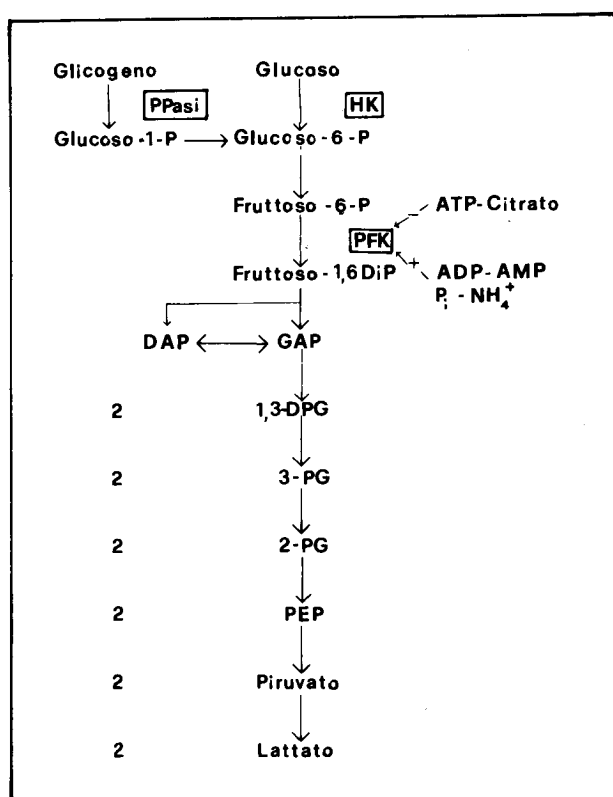 Glicogeno Glucoso
PPasi HK
Glucoso-1-P Glucoso-6-P
Fruttoso-6-P ATP-Citrato
−
PFK
+
Fruttoso-1,6DiP ADP-AMP
Pi-NH4+
DAP GAP
2 1,3-DPG
2 3-PG
2 2-PG
2 PEP
2 Piruvato
2 Lattato